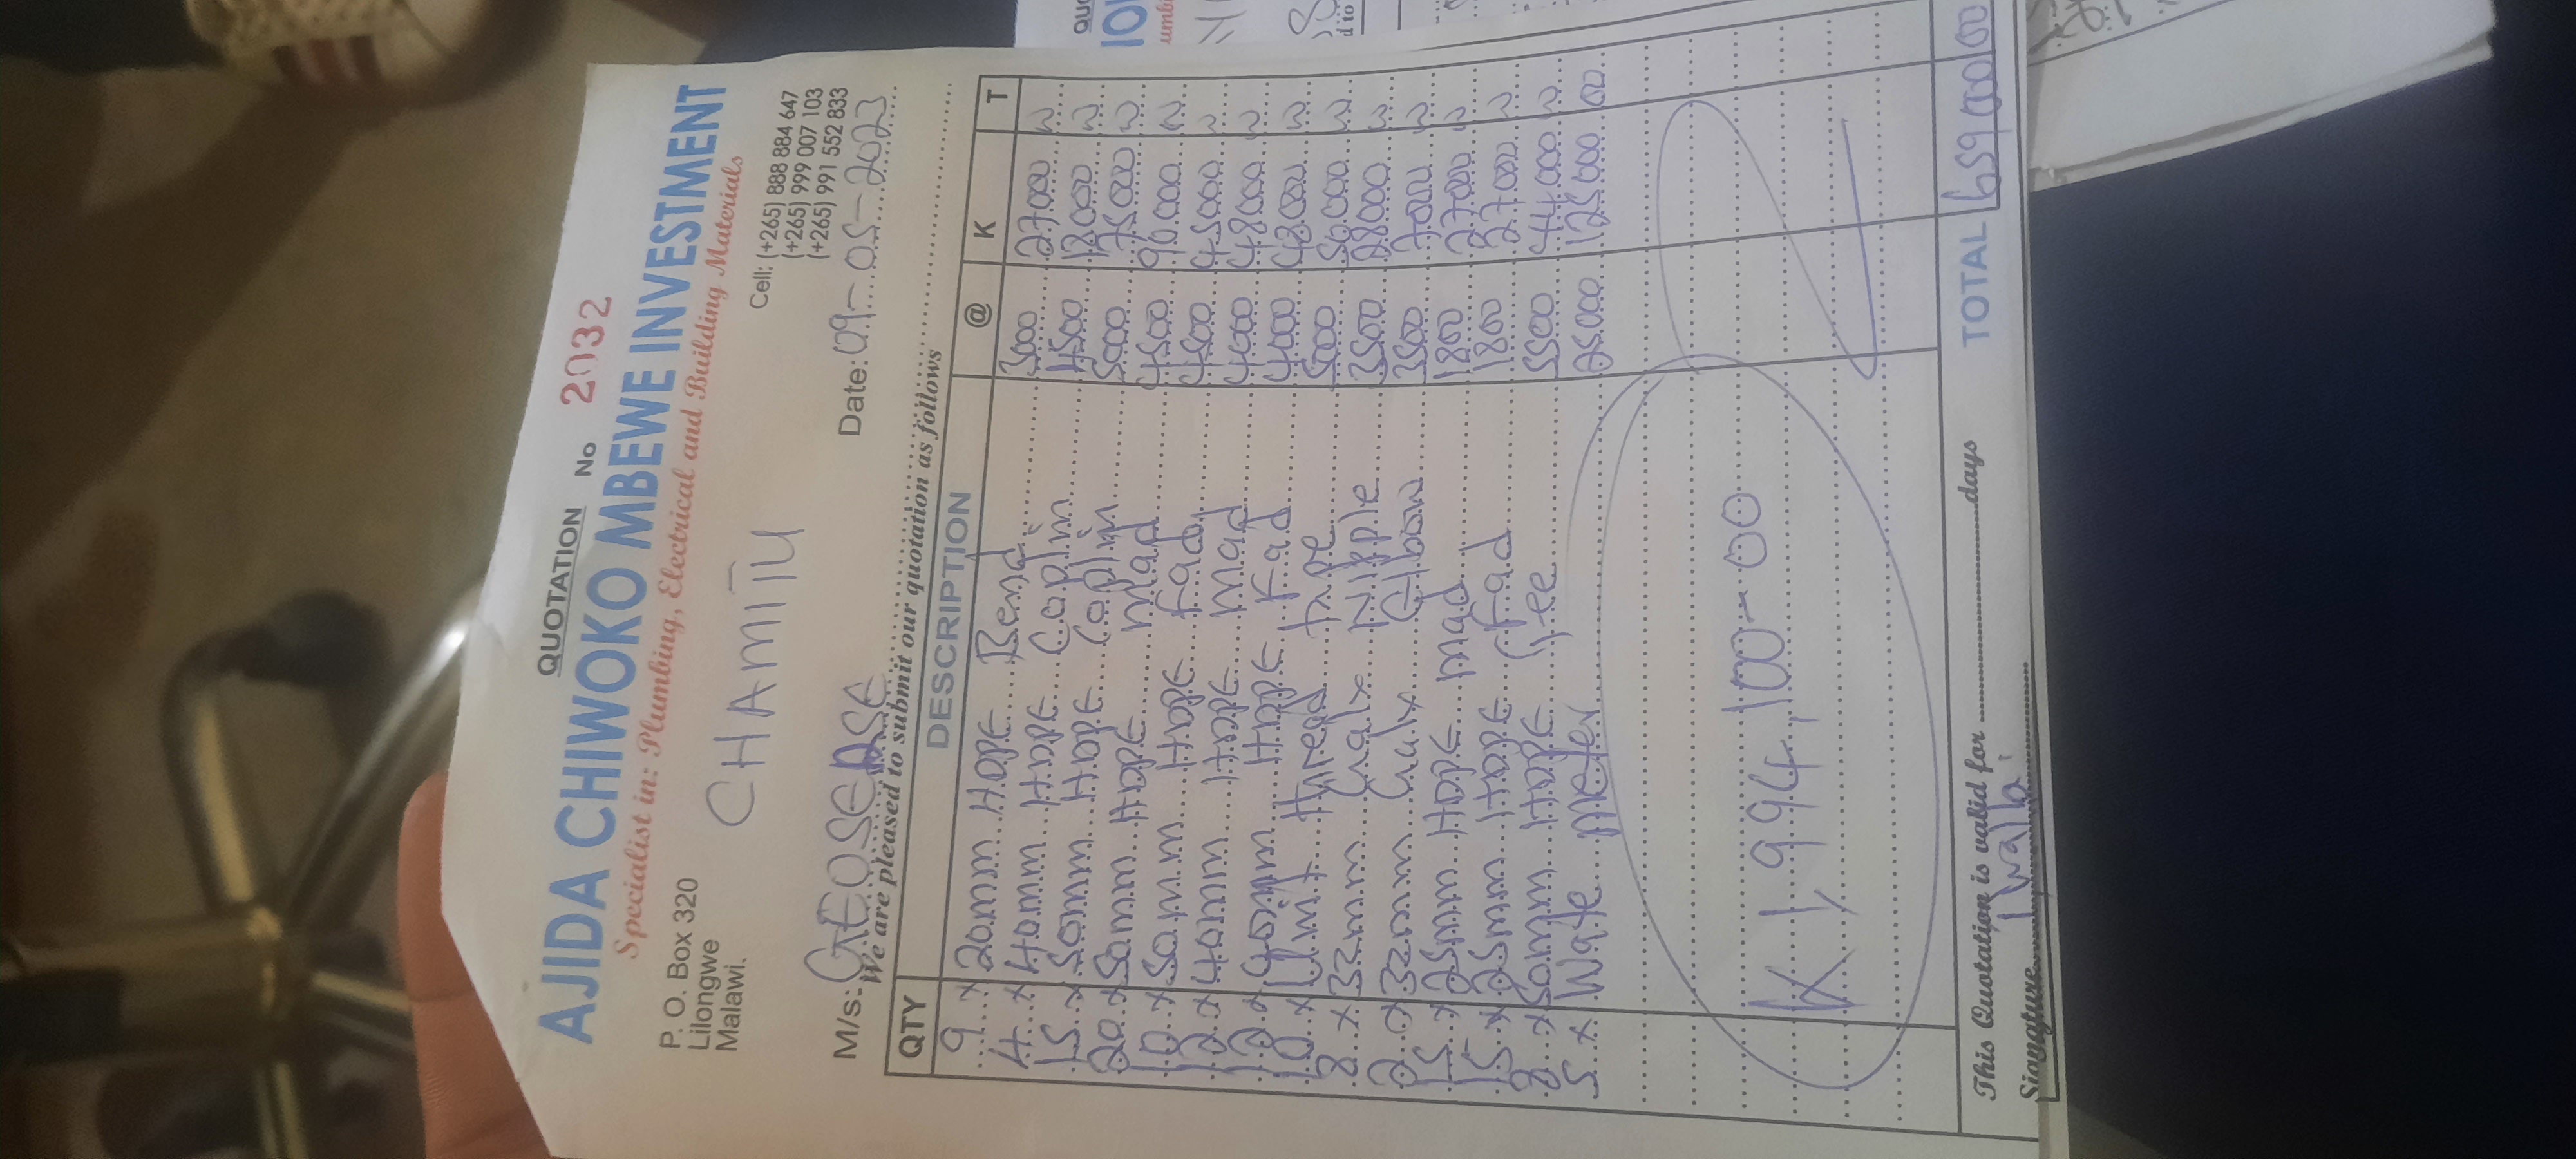 QUOTATION No 2032
AJIDA CHIWOKO MBEWE INVESTMENT
Specialist in: Plumbing, Electrical and Building Materials
P. O. Box 320
Lilongwe
Malawi.
CHAMITU
Cell: (+265) 888 884 647
(+265) 999 007 103
(+265) 991 552 833
M/s: GEOSENSE Date: 09-05-2023
We are pleased to submit our quotation as follows
QTY DESCRIPTION @ K T
9 x 20mm HDPE Bend 3000 27000 00
4 x 40mm HDPE Coplin 4500 18000 00
15 x 50mm HDPE Coplin 5000 75000 00
20 x 50mm HDPE Mad 4500 90.000 00
10 x 50mm HDPE Fad 4500 45000 00
12 x 40mm HDPE Mad 4000 48000 00
12 x 40mm HDPE Fad 4000 48000 00
10 x Unit thread tape 5000 50.000 00
8 x 32mm Galx Nipple 3500 28000 00
2 x 32mm Galx Elbow 3500 7000 00
15 x 25mm HDPE Mad 1800 27000 00
15 x 25mm HDPE Fad 1800 27000 00
8 x 50mm HDPE Tee 5500 44000 00
5 x Wate meter 25000 125000 00
K 1,994,100-00
This Quotation is valid for days TOTAL 659000 00
Siangture